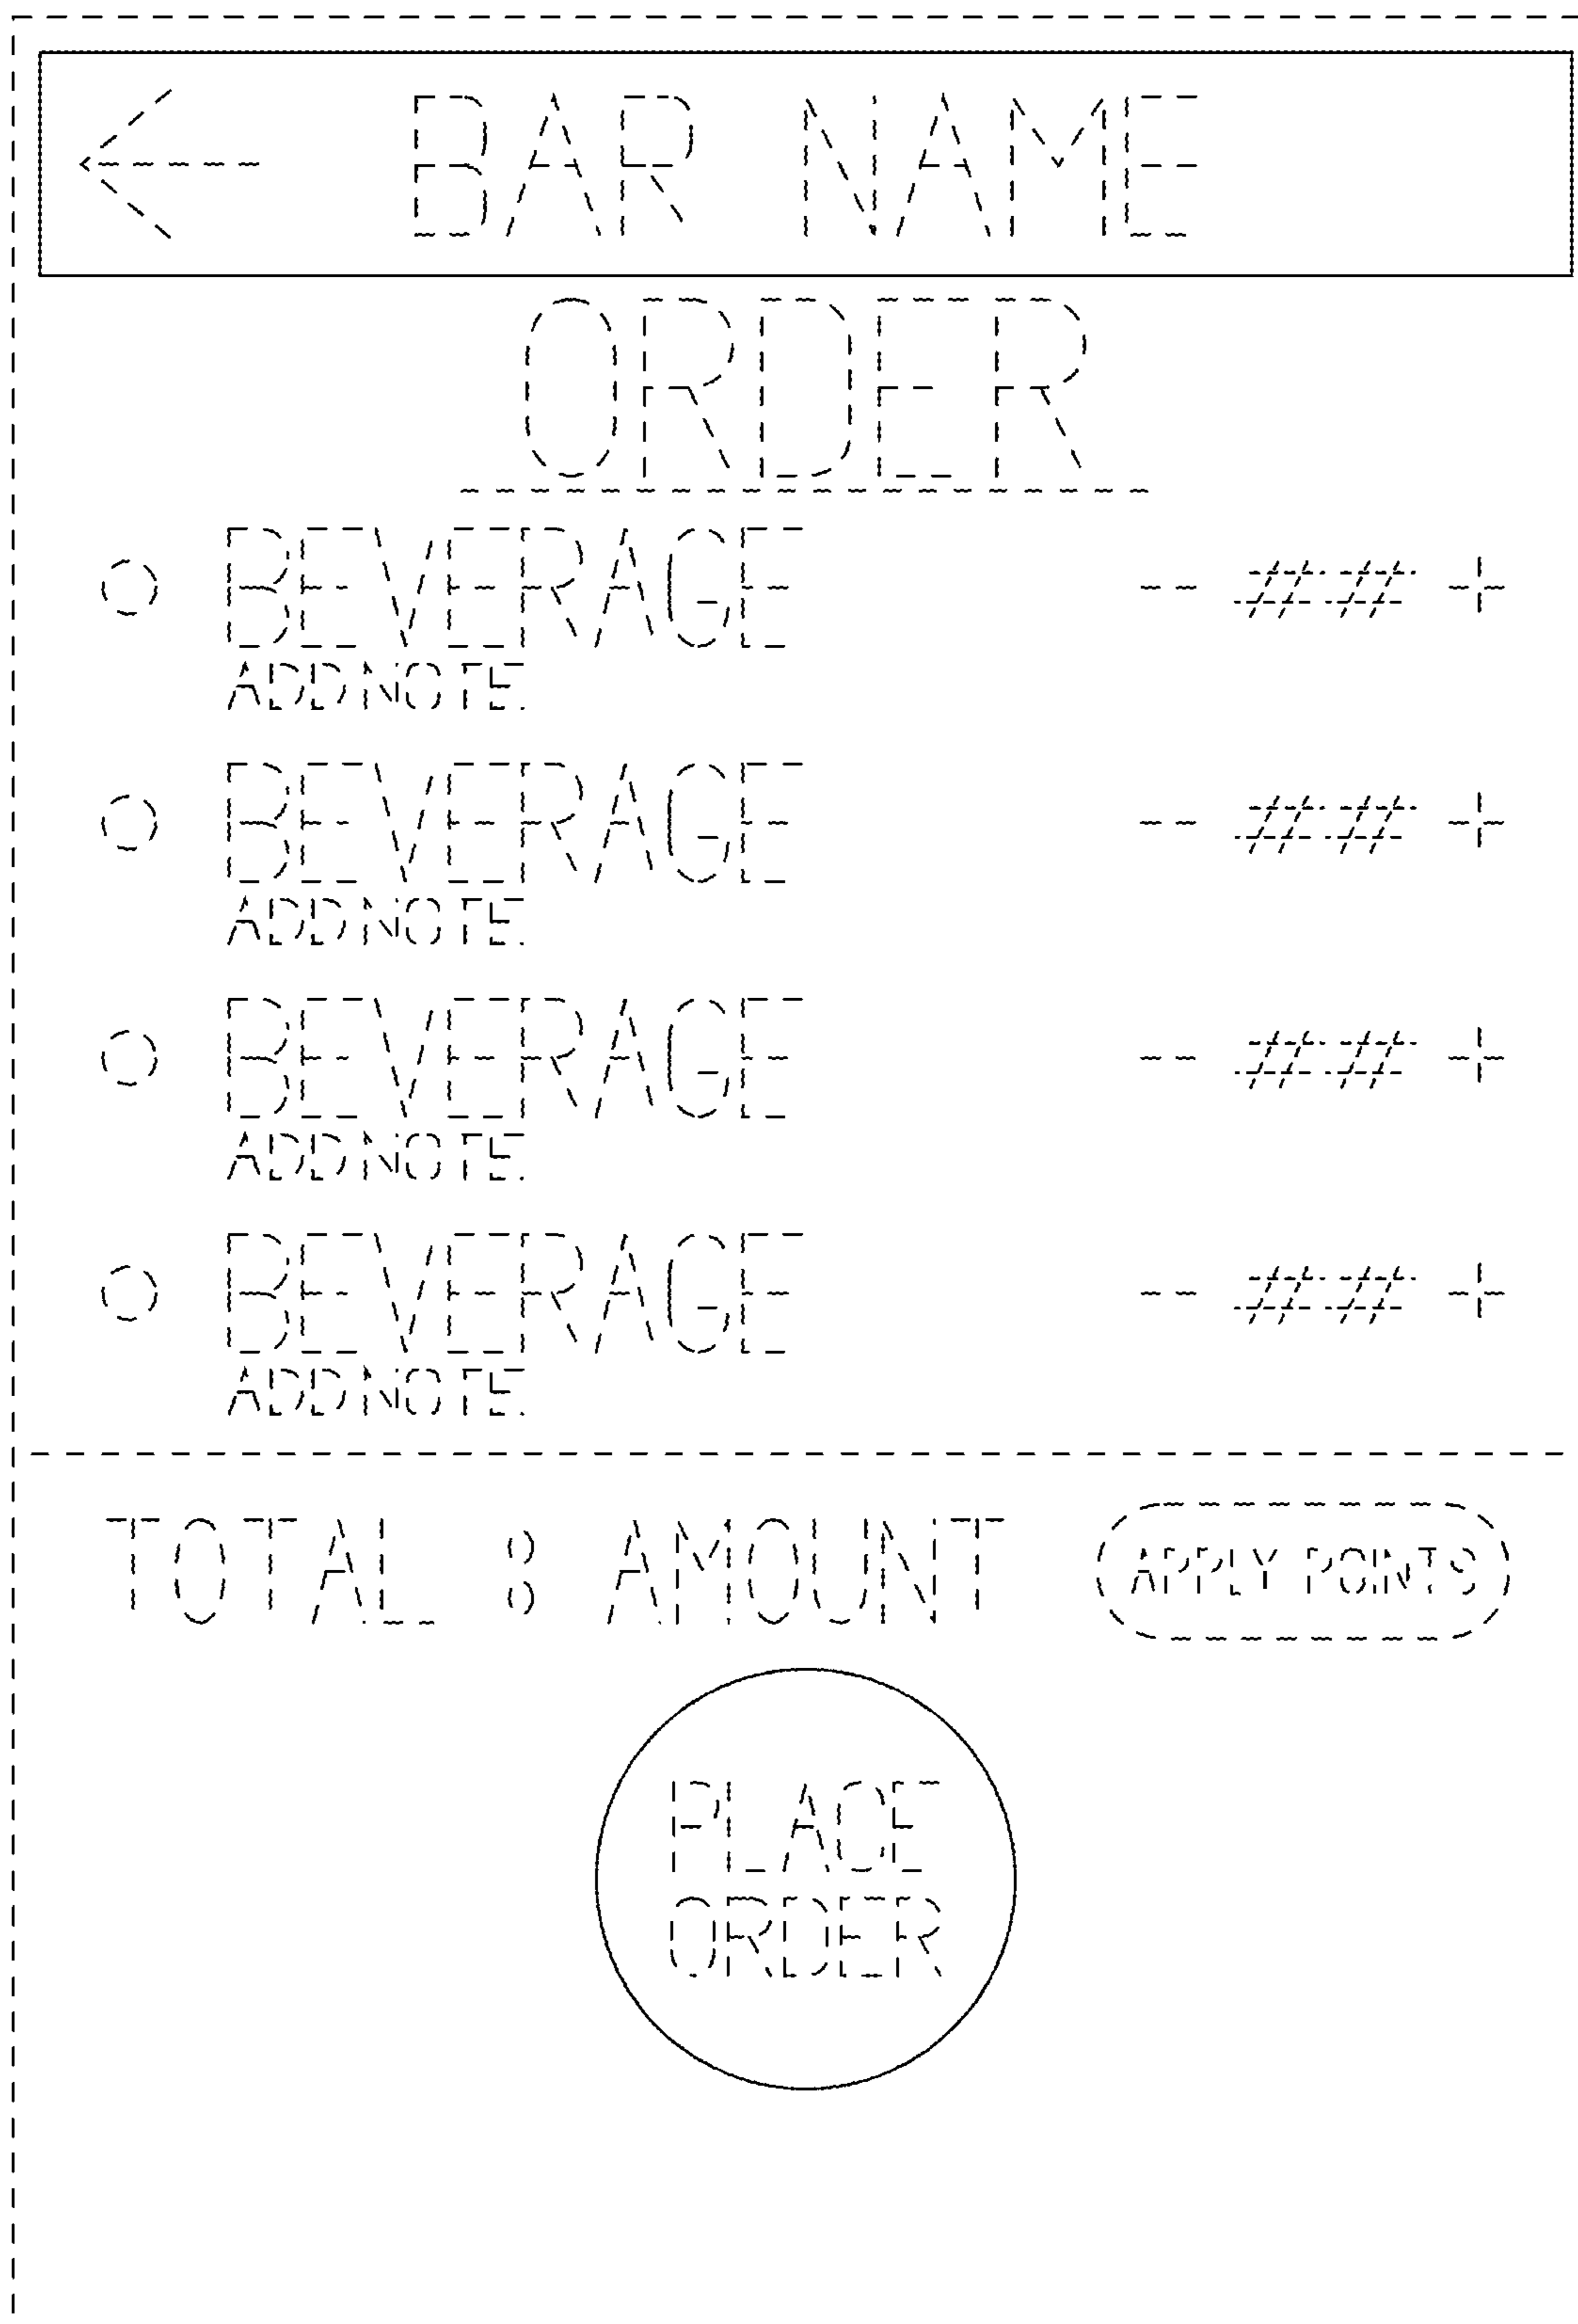 BAR NAME
ORDER
BEVERAGE - ## +
ADD NOTE
BEVERAGE - ## +
ADD NOTE
BEVERAGE - ## +
ADD NOTE
BEVERAGE - ## +
ADD NOTE
TOTAL : AMOUNT APPLY POINTS
PLACE
ORDER